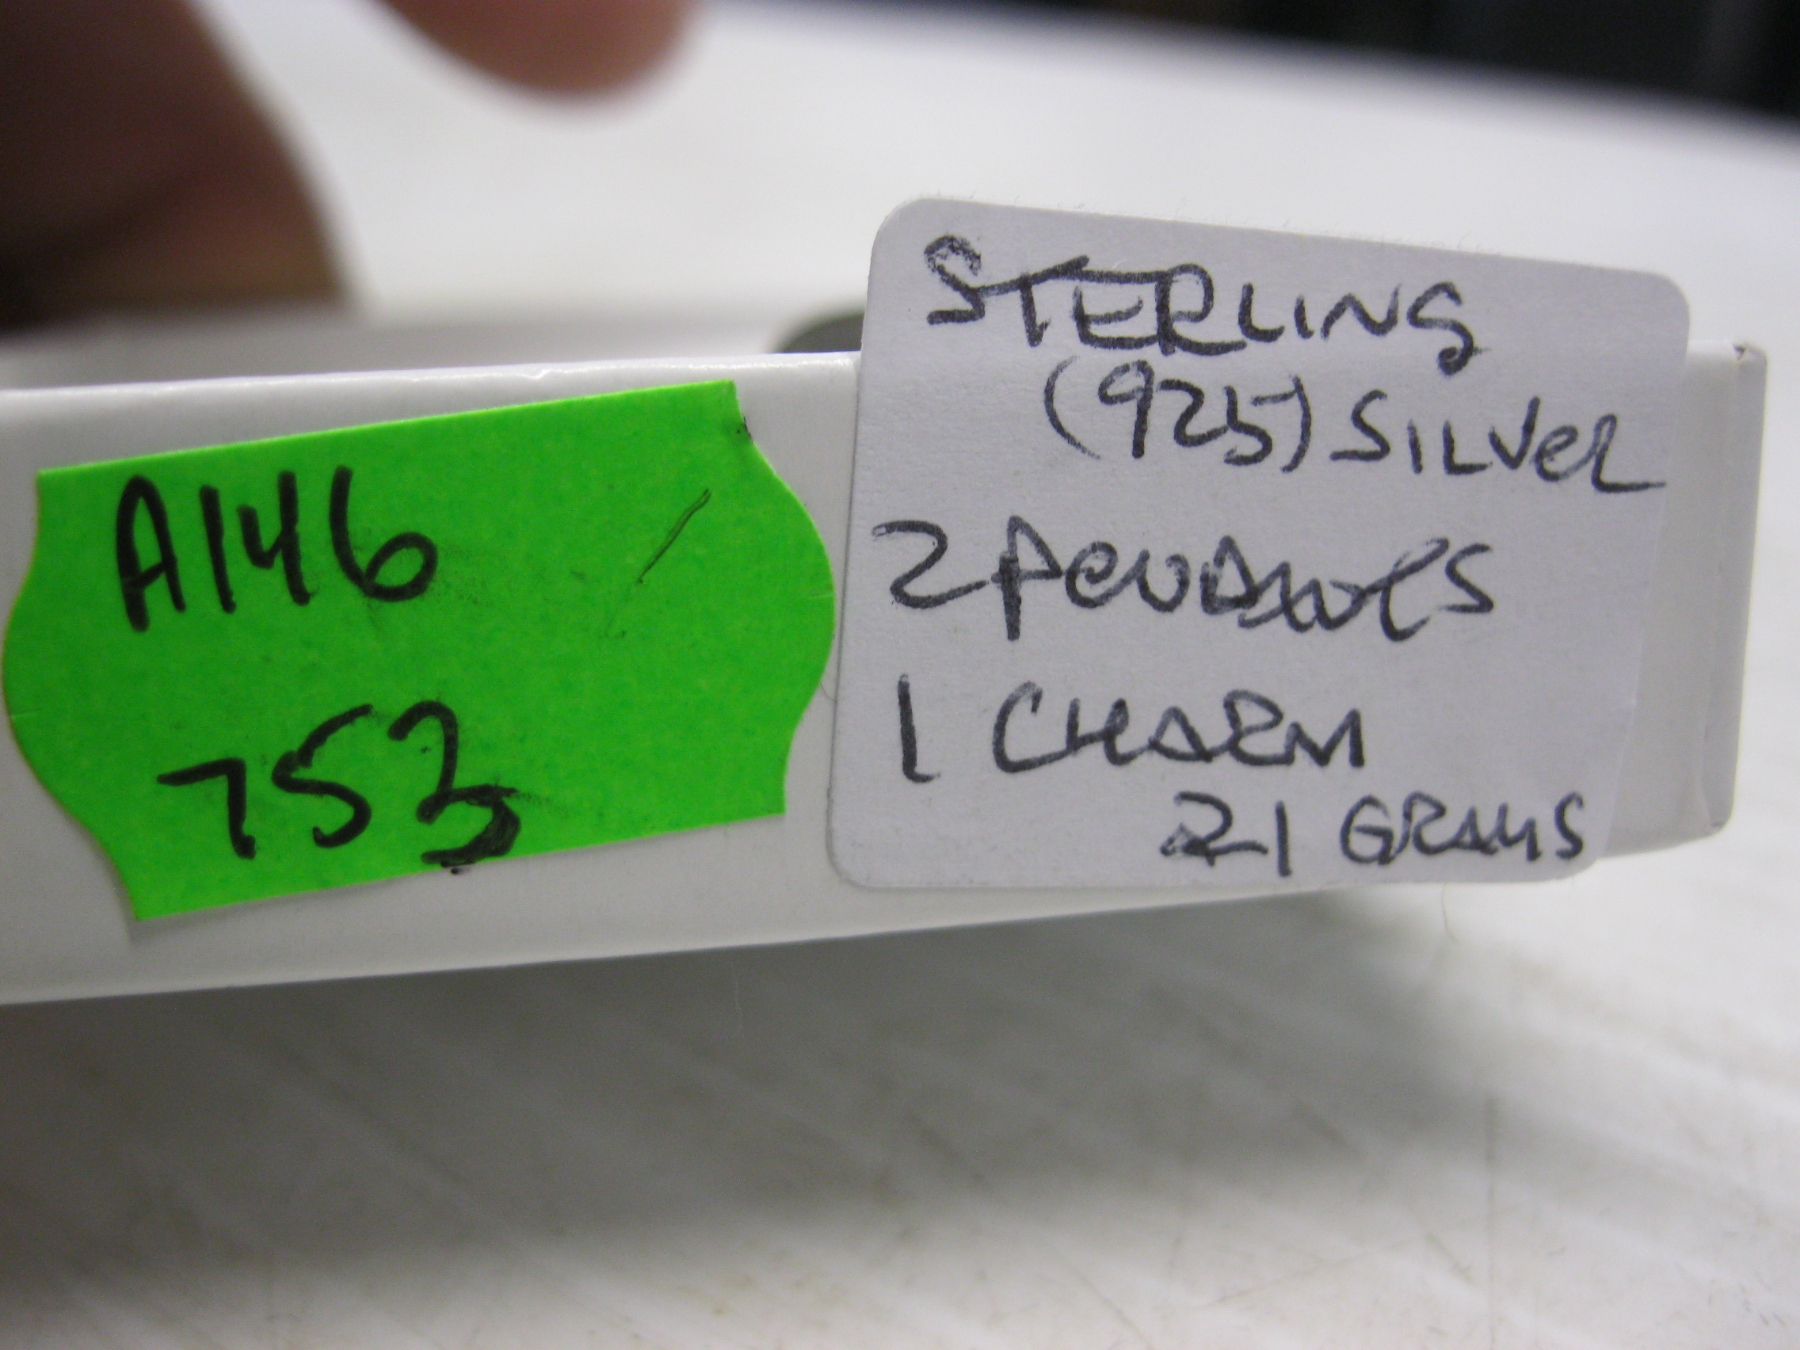 A146
753
STERLING
(925) SILVER
2 PENDANTS
1 CHARM
21 GRAMS